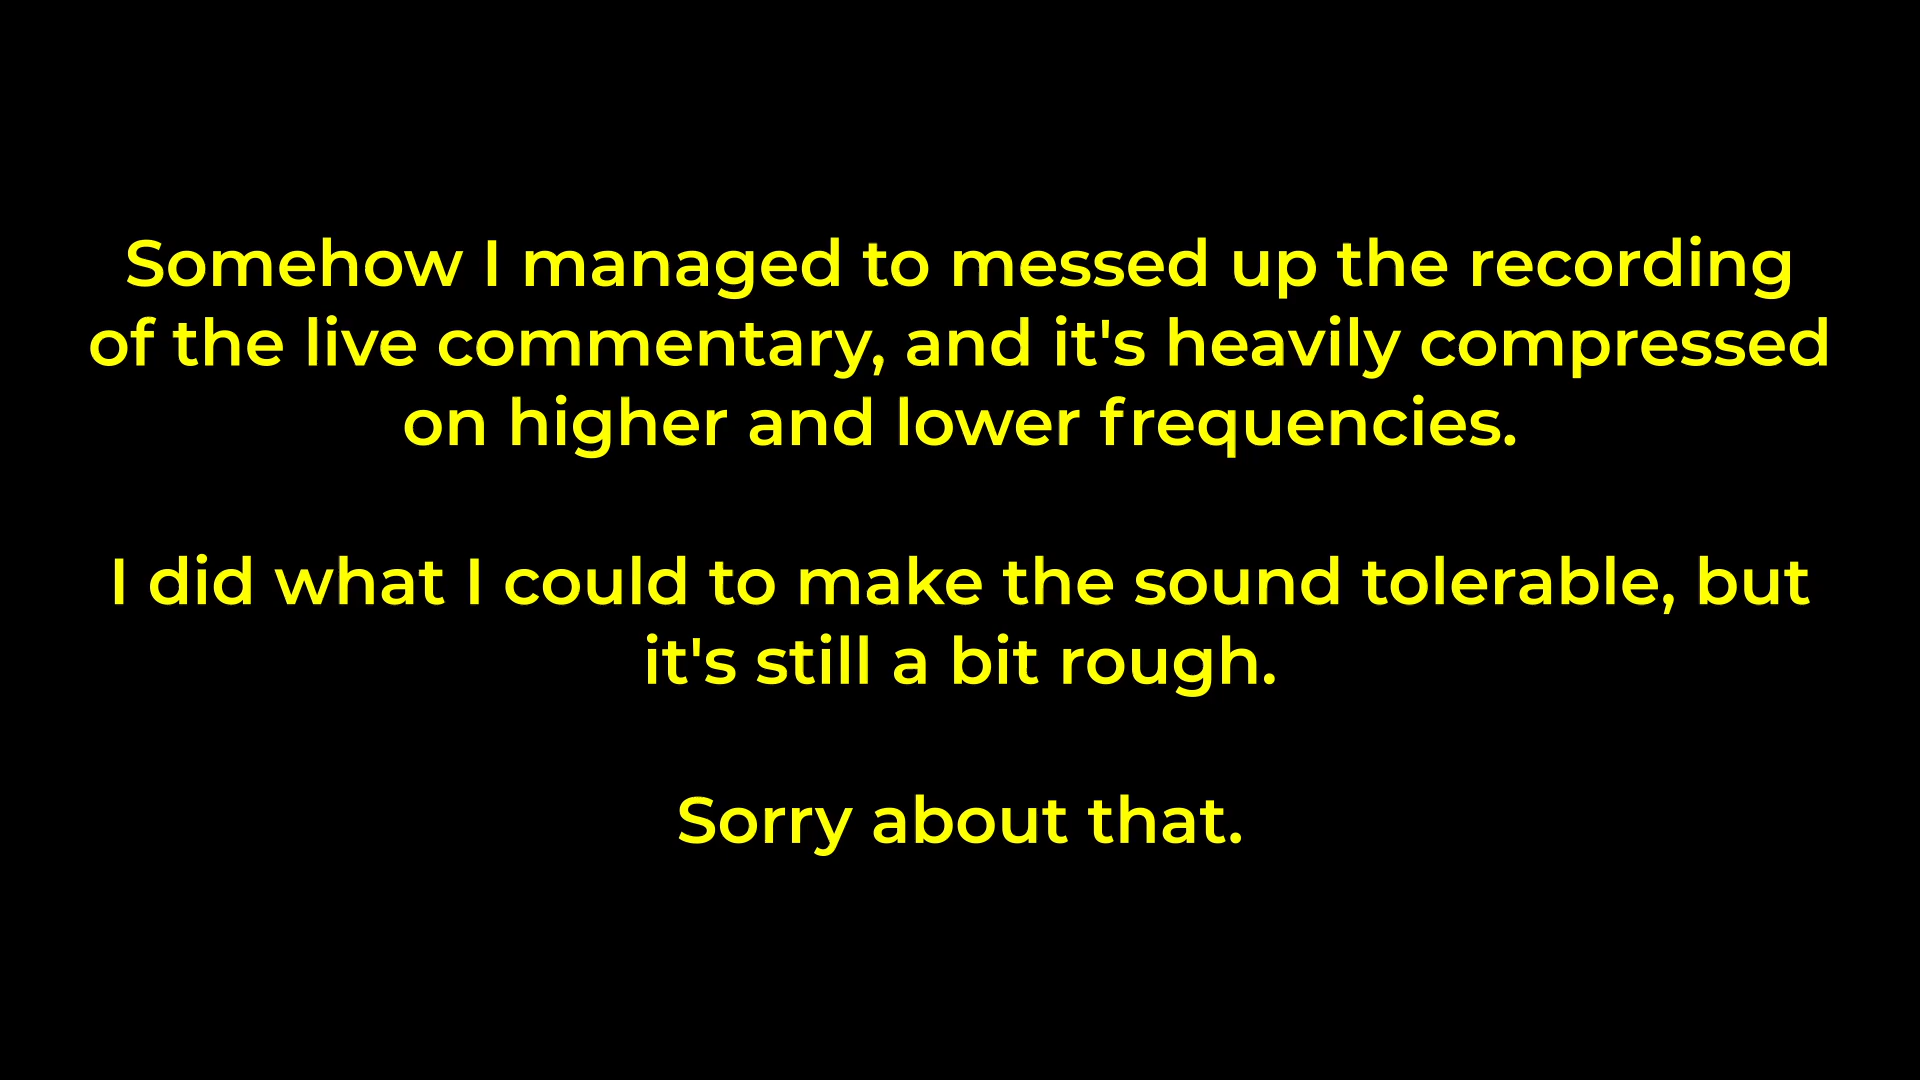 Somehow I managed to messed up the recording
of the live commentary, and it's heavily compressed
on higher and lower frequencies.
I did what I could to make the sound tolerable, but
it's still a bit rough.
Sorry about that.